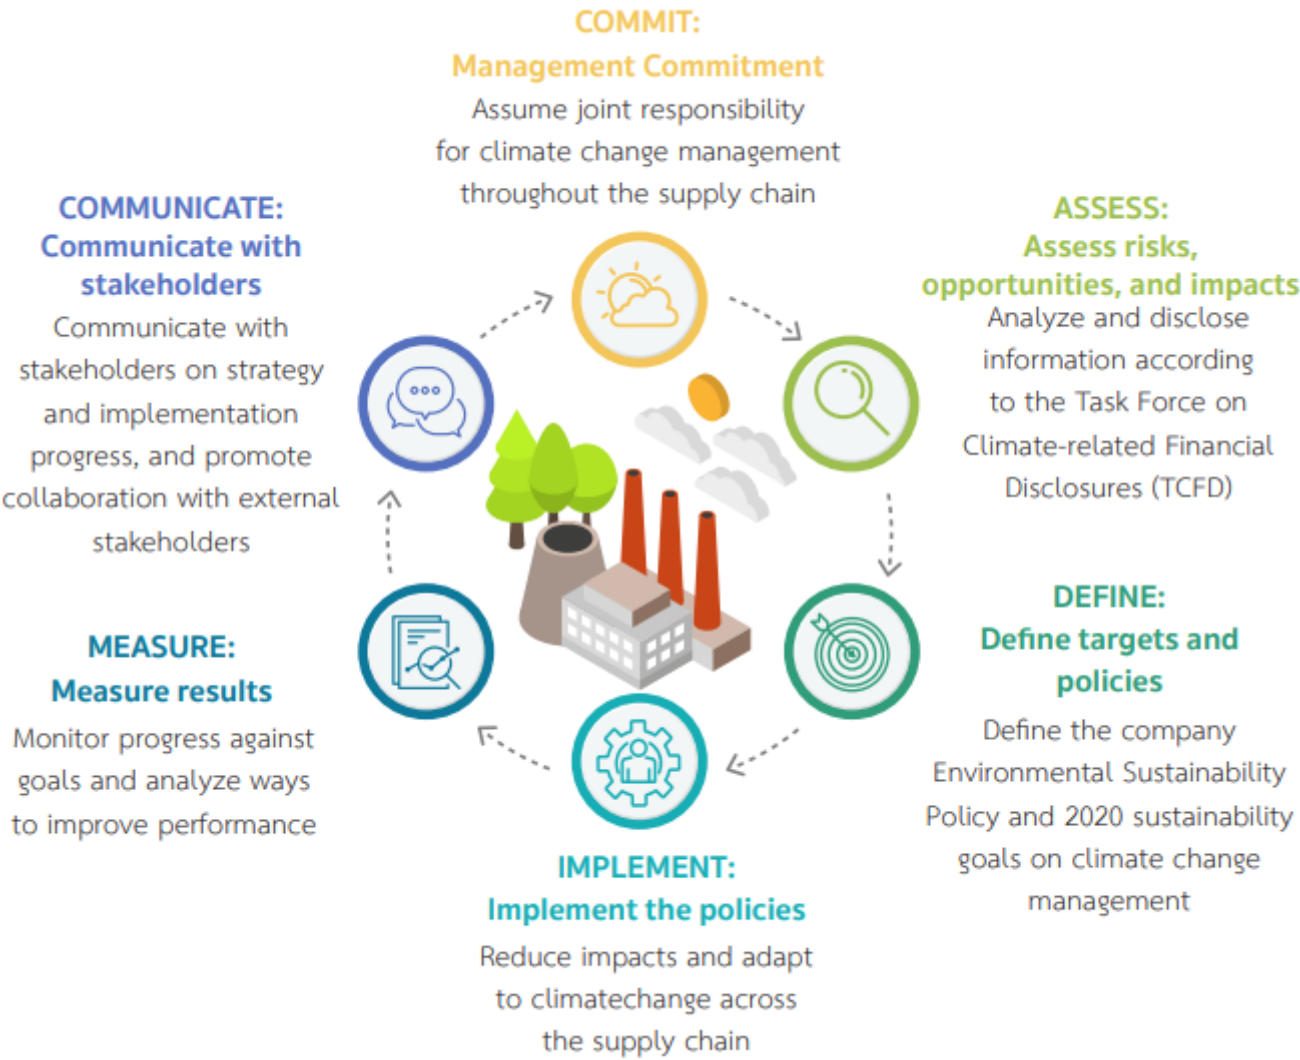 COMMIT:
Management Commitment
Assume joint responsibility
for climate change management
throughout the supply chain
ASSESS:
Assess risks,
opportunities, and impacts
Analyze and disclose
information according
to the Task Force on
Climate-related Financial
Disclosures (TCFD)
DEFINE:
Define targets and
policies
Define the company
Environmental Sustainability
Policy and 2020 sustainability
goals on climate change
management
IMPLEMENT:
Implement the policies
Reduce impacts and adapt
to climatechange across
the supply chain
MEASURE:
Measure results
Monitor progress against
goals and analyze ways
to improve performance
COMMUNICATE:
Communicate with
stakeholders
Communicate with
stakeholders on strategy
and implementation
progress, and promote
collaboration with external
stakeholders